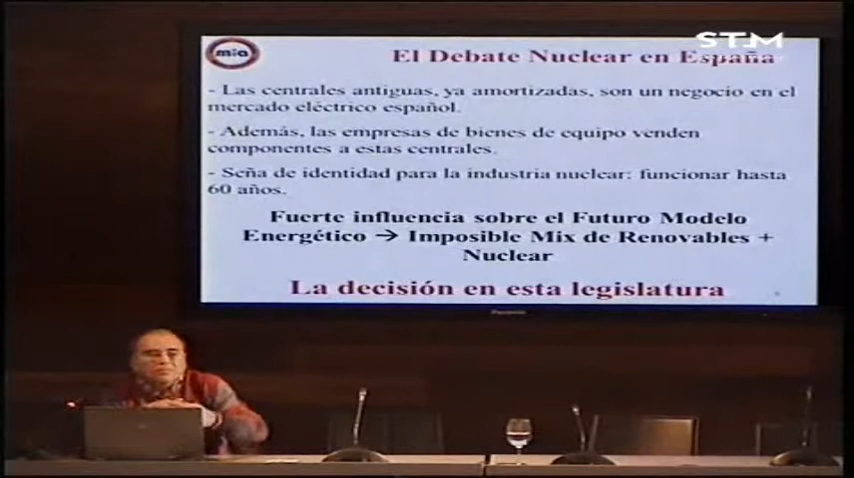 STM
mia
El Debate Nuclear en España
- Las centrales antiguas, ya amortizadas, son un negocio en el
mercado eléctrico español.
- Además, las empresas de bienes de equipo venden
componentes a estas centrales.
- Seña de identidad para la industria nuclear: funcionar hasta
60 años.
Fuerte influencia sobre el Futuro Modelo
Energético → Imposible Mix de Renovables +
Nuclear
La decisión en esta legislatura
Panasonic